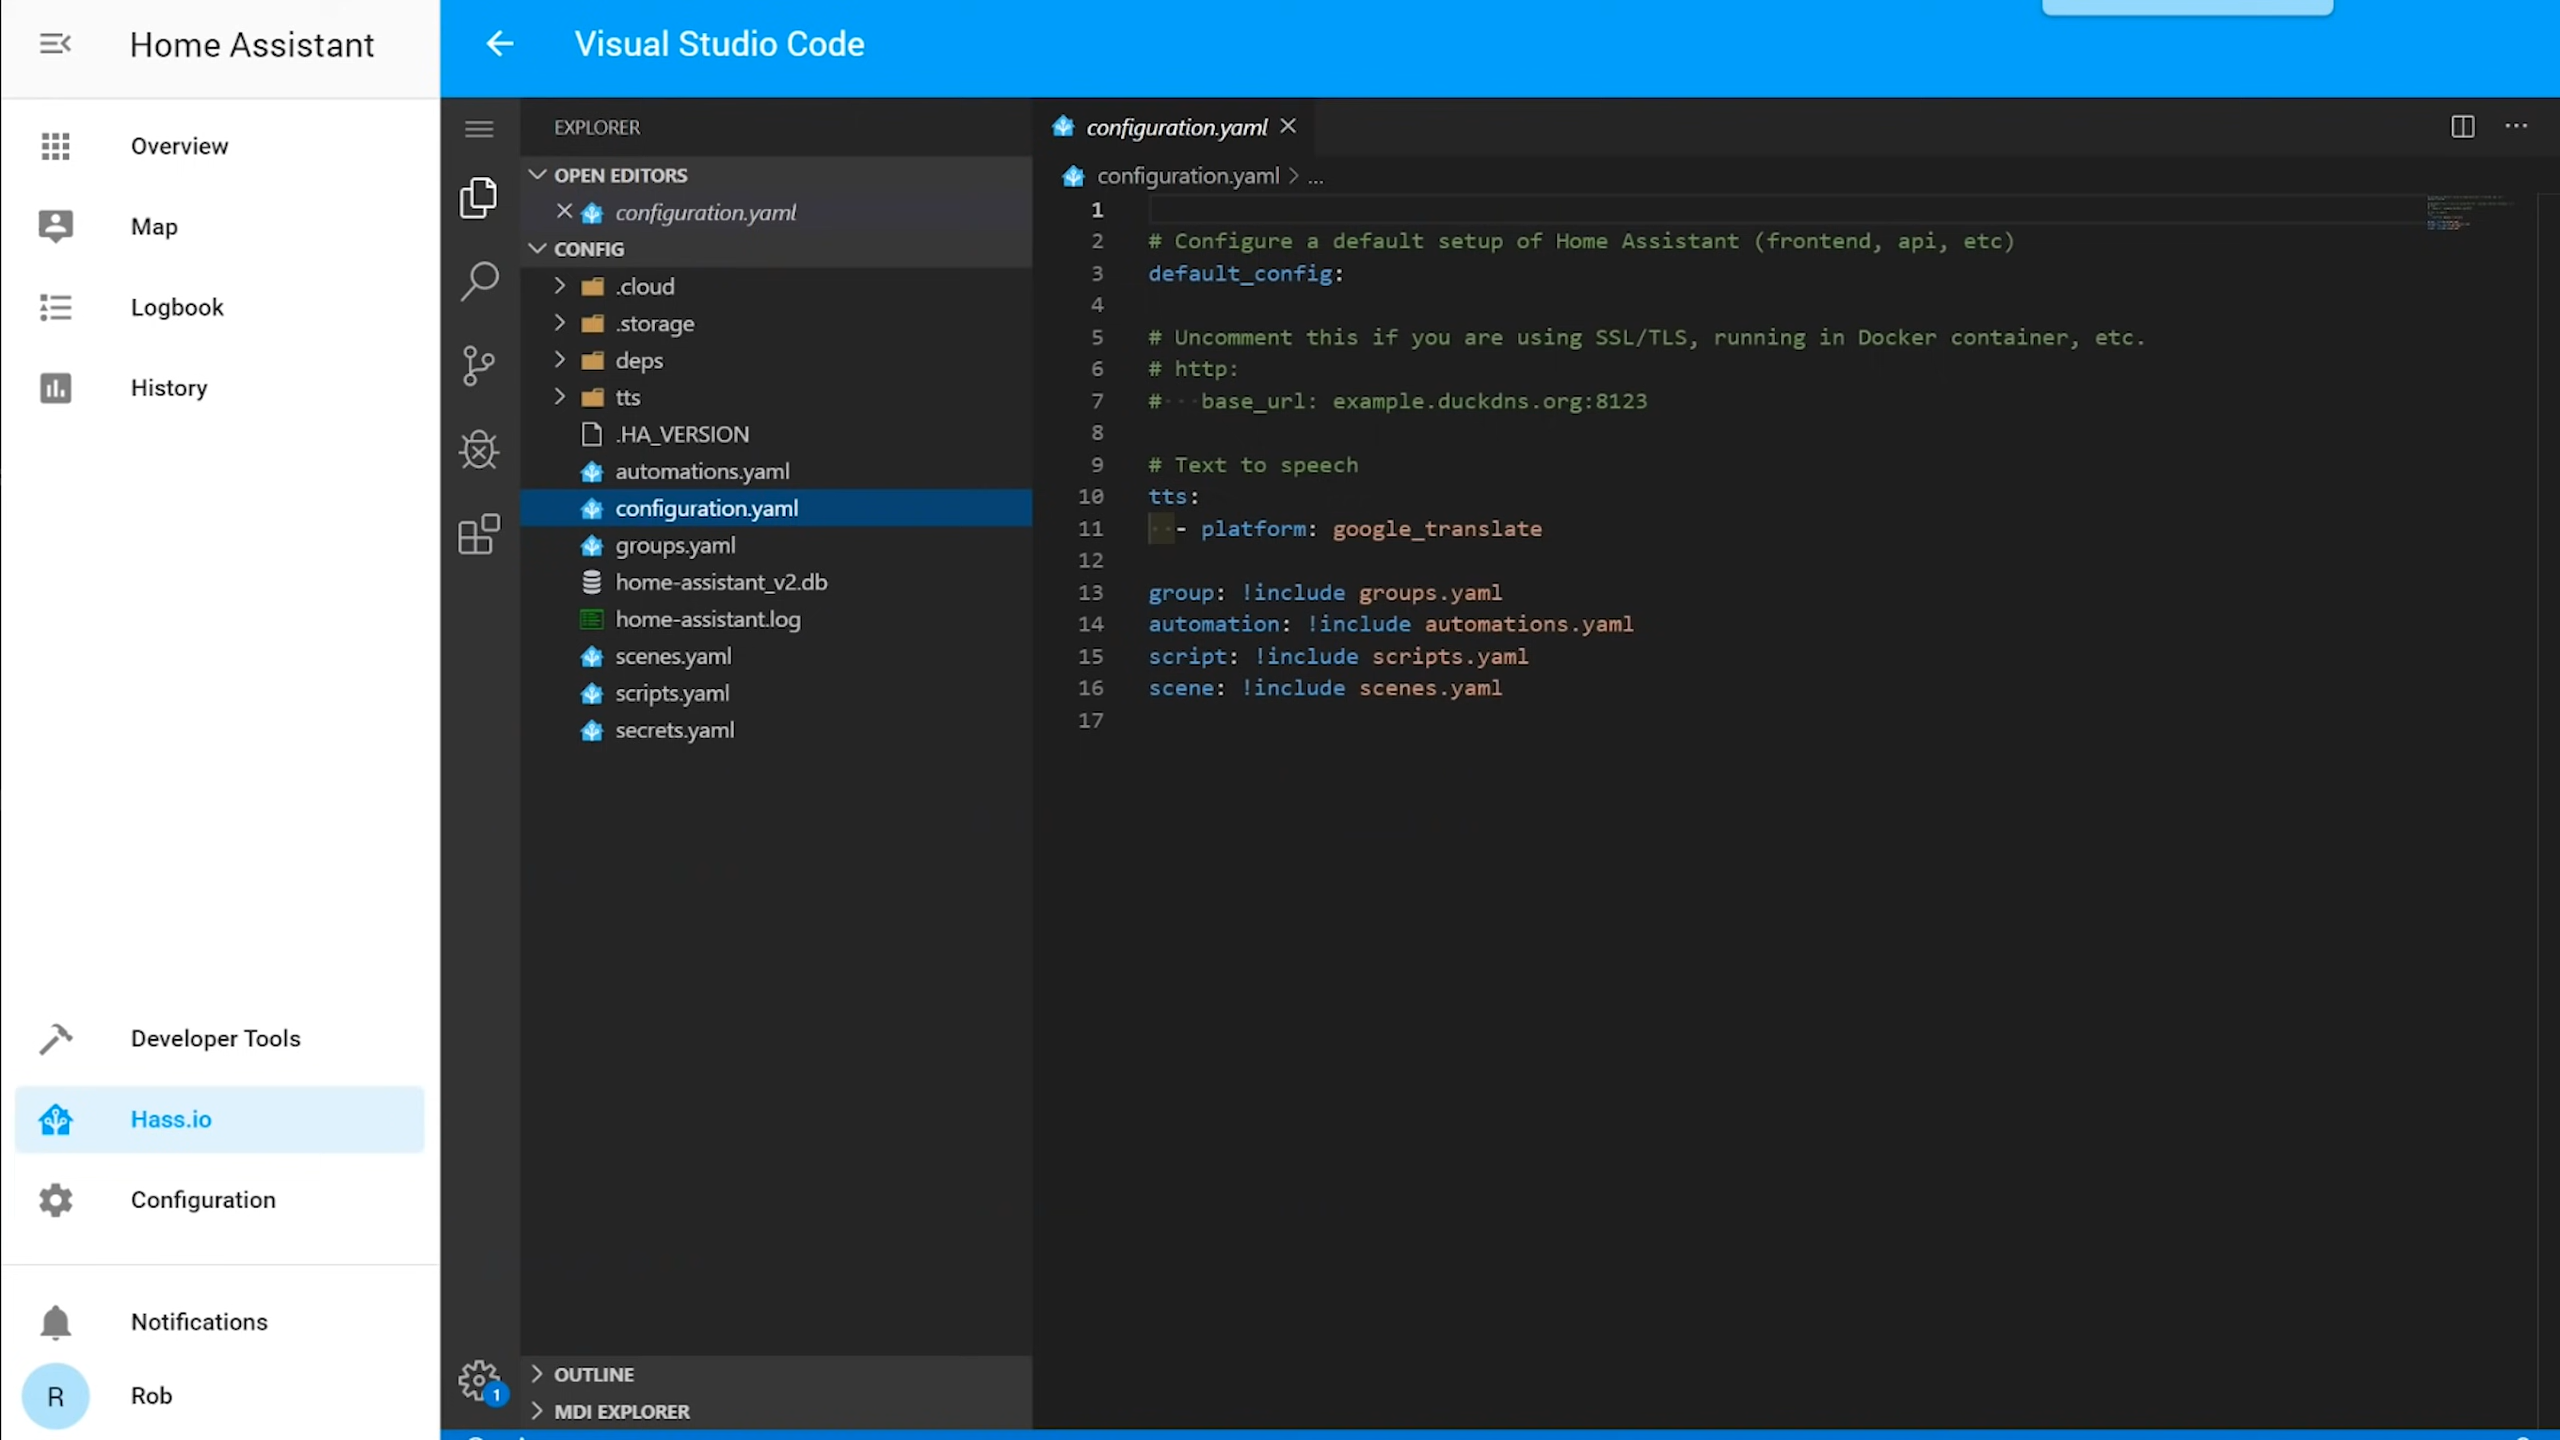 Home Assistant
Overview
Map
Logbook
History
Developer Tools
Hass.io
Configuration
Notifications
R
Rob
Visual Studio Code
EXPLORER
OPEN EDITORS
configuration.yaml
CONFIG
.cloud
.storage
deps
tts
.HA_VERSION
automations.yaml
configuration.yaml
groups.yaml
home-assistant_v2.db
home-assistant.log
scenes.yaml
scripts.yaml
secrets.yaml
OUTLINE
MDI EXPLORER
1
configuration.yaml
configuration.yaml > ...
1
2 # Configure a default setup of Home Assistant (frontend, api, etc)
3 default_config:
4
5 # Uncomment this if you are using SSL/TLS, running in Docker container, etc.
6 # http:
7 #   base_url: example.duckdns.org:8123
8
9 # Text to speech
10 tts:
11   - platform: google_translate
12
13 group: !include groups.yaml
14 automation: !include automations.yaml
15 script: !include scripts.yaml
16 scene: !include scenes.yaml
17